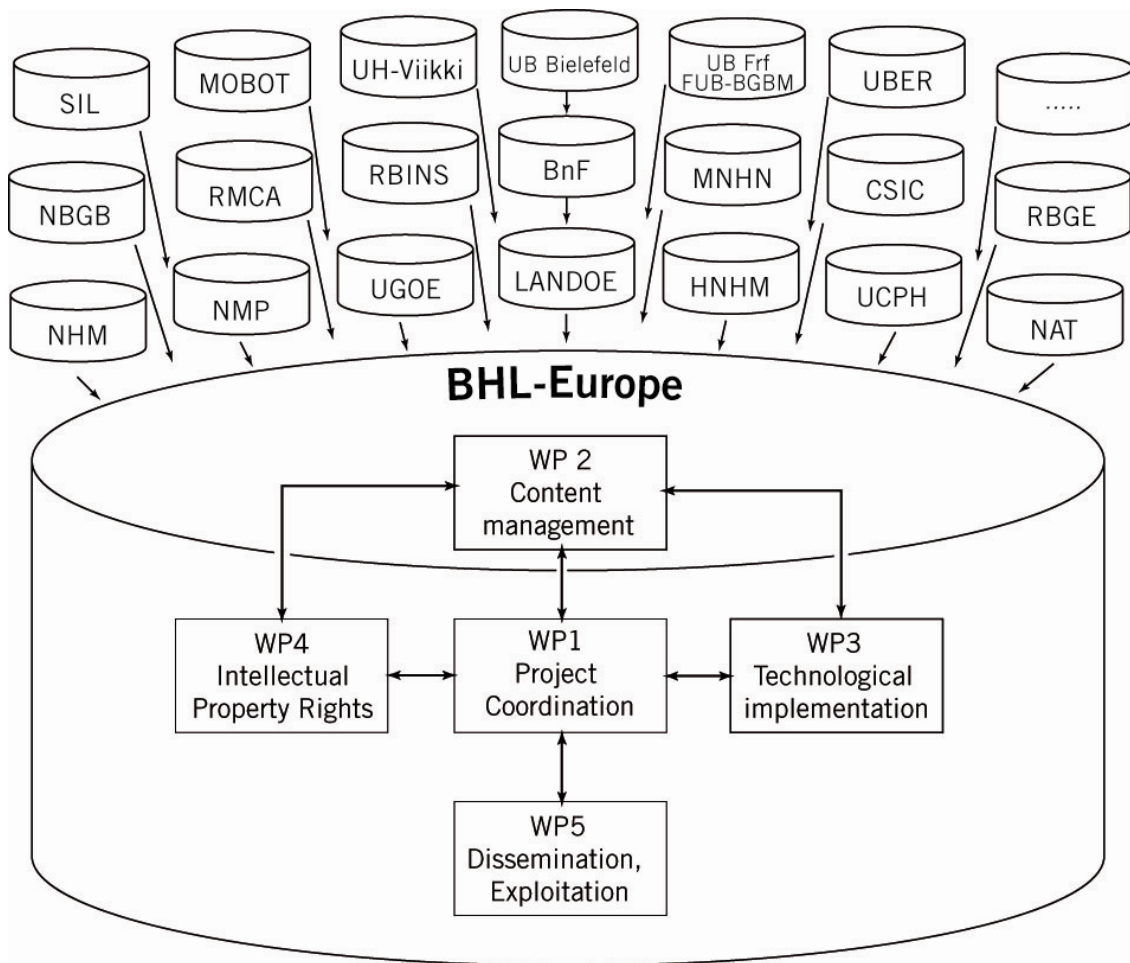 SIL
MOBOT
UH-Viikki
UB Bielefeld
UB Frf
FUB-BGBM
UBER
.....
NBGB
RMCA
RBINS
BnF
MNHN
CSIC
RBGE
NHM
NMP
UGOE
LANDOE
HNHM
UCPH
NAT
BHL-Europe
WP 2
Content
management
WP4
Intellectual
Property Rights
WP1
Project
Coordination
WP3
Technological
implementation
WP5
Dissemination,
Exploitation